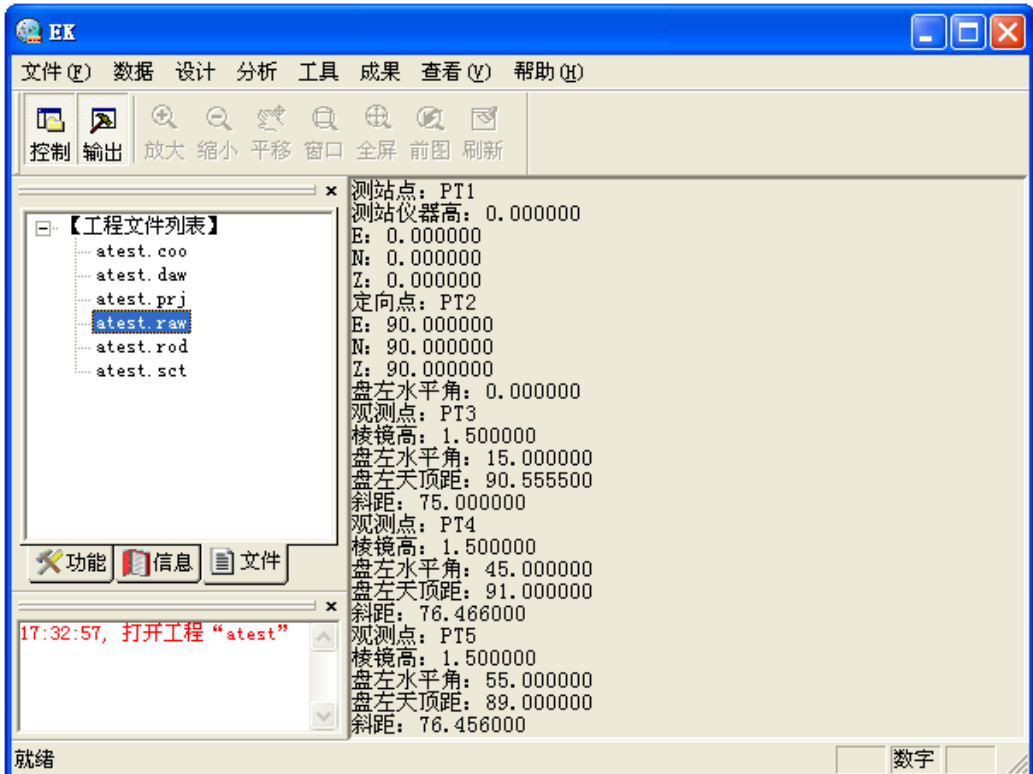 EK
文件(F) 数据 设计 分析 工具 成果 查看(V) 帮助(H)
控制 输出 放大 缩小 平移 窗口 全屏 前图 刷新
【工程文件列表】
atest.coo
atest.daw
atest.prj
atest.raw
atest.rod
atest.sct
功能 信息 文件
17:32:57, 打开工程“atest”
测站点: PT1
测站仪器高: 0.000000
E: 0.000000
N: 0.000000
Z: 0.000000
定向点: PT2
E: 90.000000
N: 90.000000
Z: 90.000000
盘左水平角: 0.000000
观测点: PT3
棱镜高: 1.500000
盘左水平角: 15.000000
盘左天顶距: 90.555500
斜距: 75.000000
观测点: PT4
棱镜高: 1.500000
盘左水平角: 45.000000
盘左天顶距: 91.000000
斜距: 76.466000
观测点: PT5
棱镜高: 1.500000
盘左水平角: 55.000000
盘左天顶距: 89.000000
斜距: 76.456000
就绪
数字